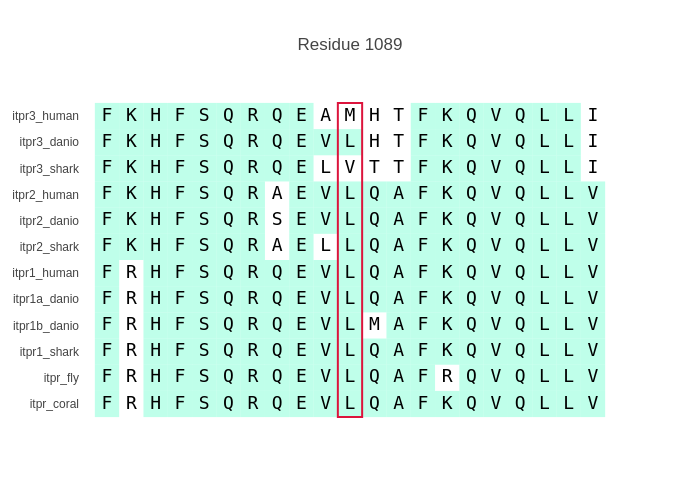 Residue 1089
itpr3_human F K H F S Q R Q E A M H T F K Q V Q L L I
itpr3_danio F K H F S Q R Q E V L H T F K Q V Q L L I
itpr3_shark F K H F S Q R Q E L V T T F K Q V Q L L I
itpr2_human F K H F S Q R A E V L Q A F K Q V Q L L V
itpr2_danio F K H F S Q R S E V L Q A F K Q V Q L L V
itpr2_shark F K H F S Q R A E L L Q A F K Q V Q L L V
itpr1_human F R H F S Q R Q E V L Q A F K Q V Q L L V
itpr1a_danio F R H F S Q R Q E V L Q A F K Q V Q L L V
itpr1b_danio F R H F S Q R Q E V L M A F K Q V Q L L V
itpr1_shark F R H F S Q R Q E V L Q A F K Q V Q L L V
itpr_fly F R H F S Q R Q E V L Q A F R Q V Q L L V
itpr_coral F R H F S Q R Q E V L Q A F K Q V Q L L V